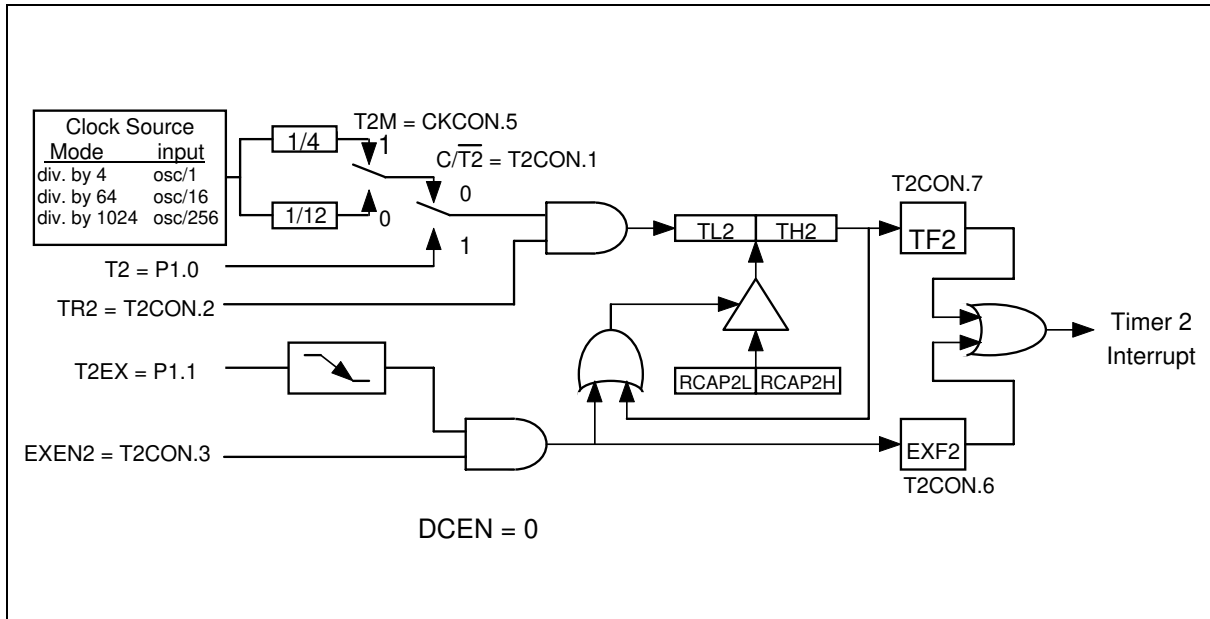 Clock Source
Mode input
div. by 4 osc/1
div. by 64 osc/16
div. by 1024 osc/256
1/4
1/12
T2M = CKCON.5
1
0
C/T2 = T2CON.1
0
1
T2 = P1.0
TR2 = T2CON.2
T2EX = P1.1
EXEN2 = T2CON.3
TL2 TH2
RCAP2L RCAP2H
T2CON.7
TF2
EXF2
T2CON.6
Timer 2
Interrupt
DCEN = 0